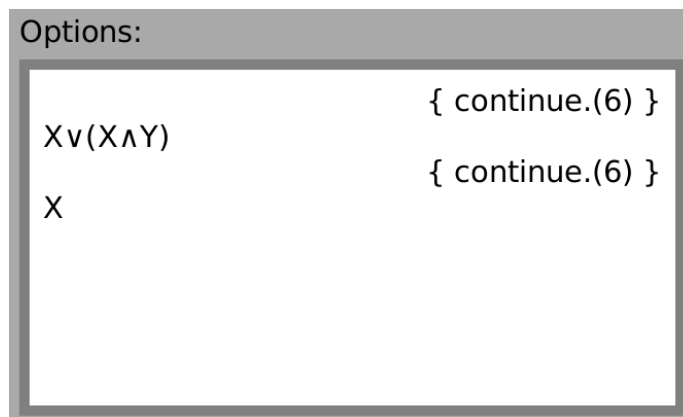 Options:
{ continue.(6) }
X∨(X∧Y)
{ continue.(6) }
X